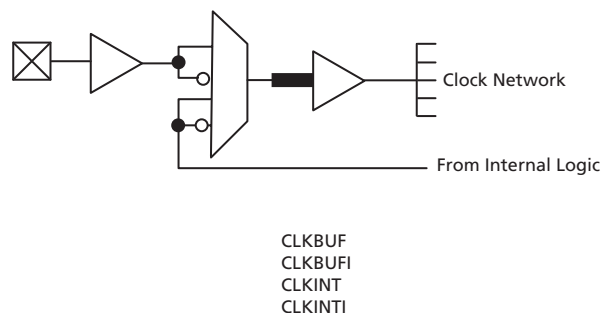 Clock Network
From Internal Logic
CLKBUF
CLKBUFI
CLKINT
CLKINTI